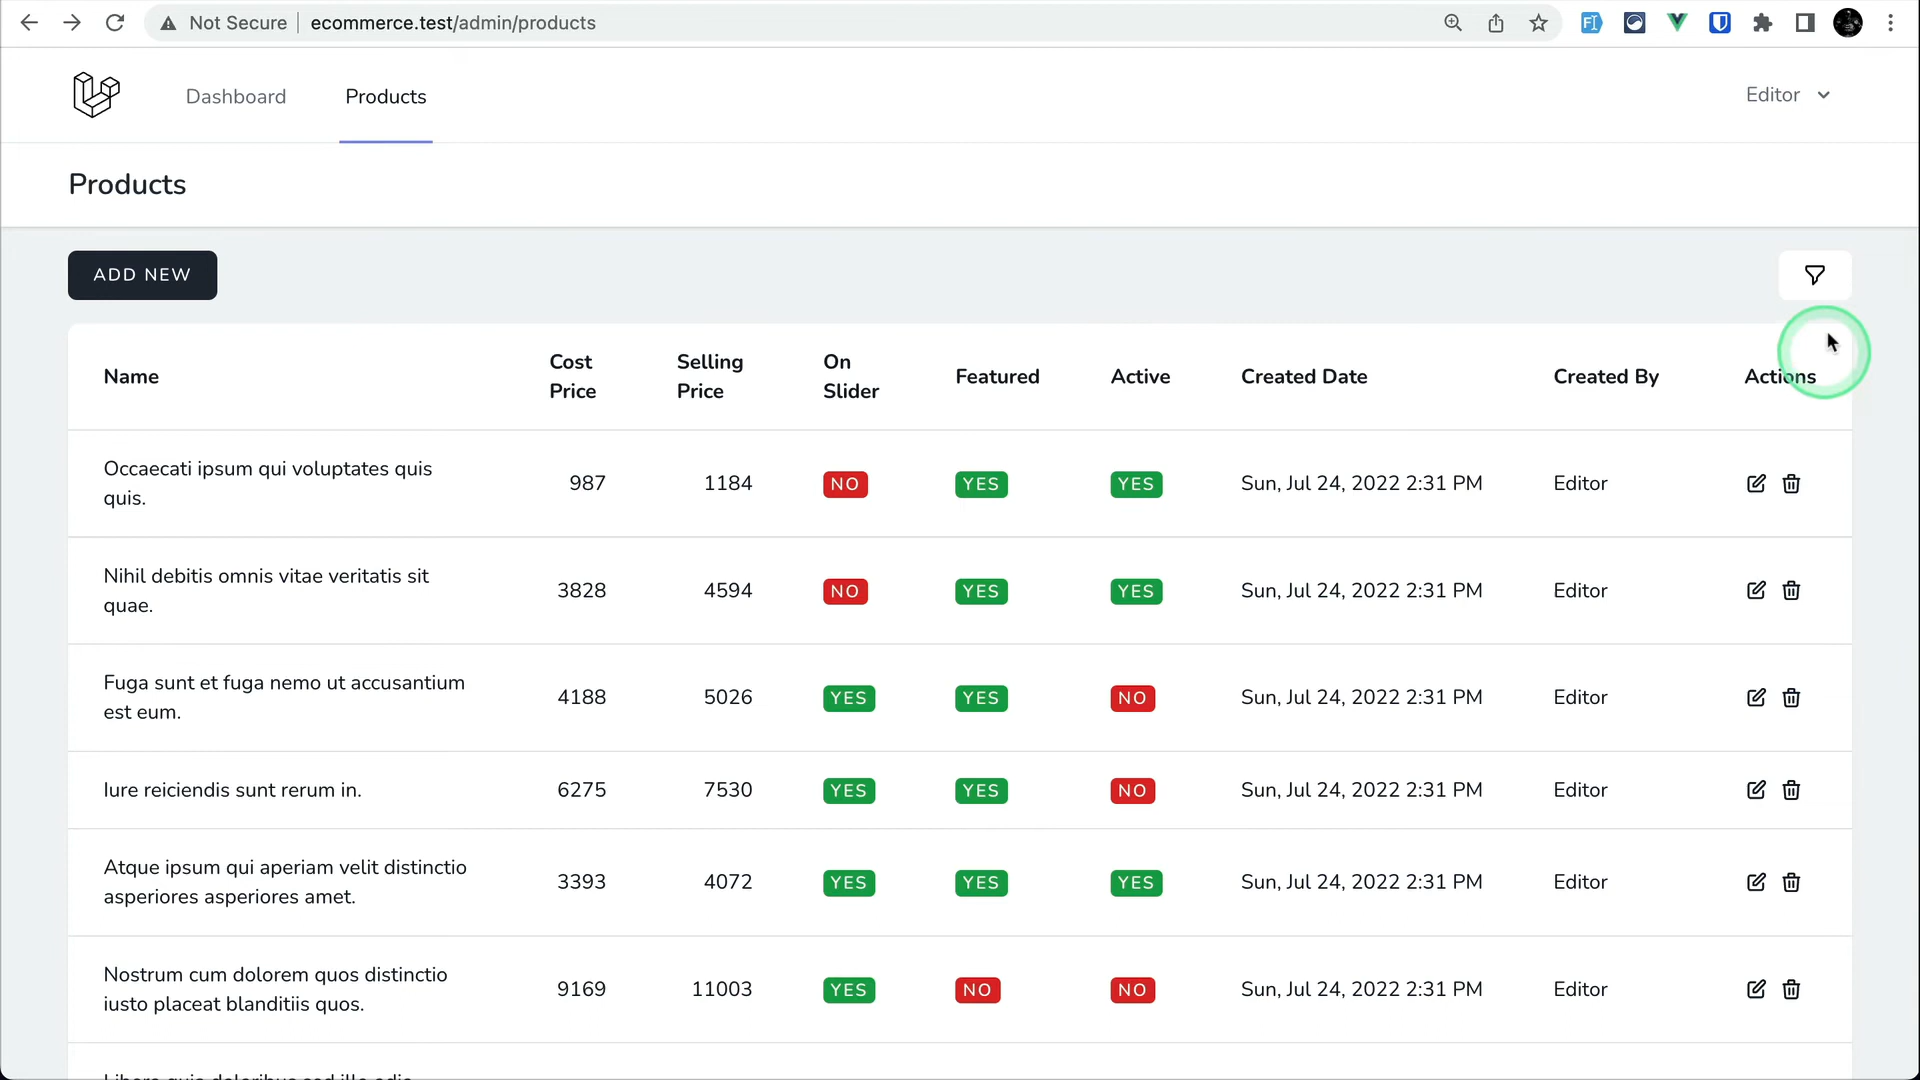 Not Secure ecommerce.test/admin/products
Dashboard Products Editor
Products
ADD NEW
Name Cost Price Selling Price On Slider Featured Active Created Date Created By Actions
Occaecati ipsum qui voluptates quis quis. 987 1184 NO YES YES Sun, Jul 24, 2022 2:31 PM Editor
Nihil debitis omnis vitae veritatis sit quae. 3828 4594 NO YES YES Sun, Jul 24, 2022 2:31 PM Editor
Fuga sunt et fuga nemo ut accusantium est eum. 4188 5026 YES YES NO Sun, Jul 24, 2022 2:31 PM Editor
Iure reiciendis sunt rerum in. 6275 7530 YES YES NO Sun, Jul 24, 2022 2:31 PM Editor
Atque ipsum qui aperiam velit distinctio asperiores asperiores amet. 3393 4072 YES YES YES Sun, Jul 24, 2022 2:31 PM Editor
Nostrum cum dolorem quos distinctio iusto placeat blanditiis quos. 9169 11003 YES NO NO Sun, Jul 24, 2022 2:31 PM Editor